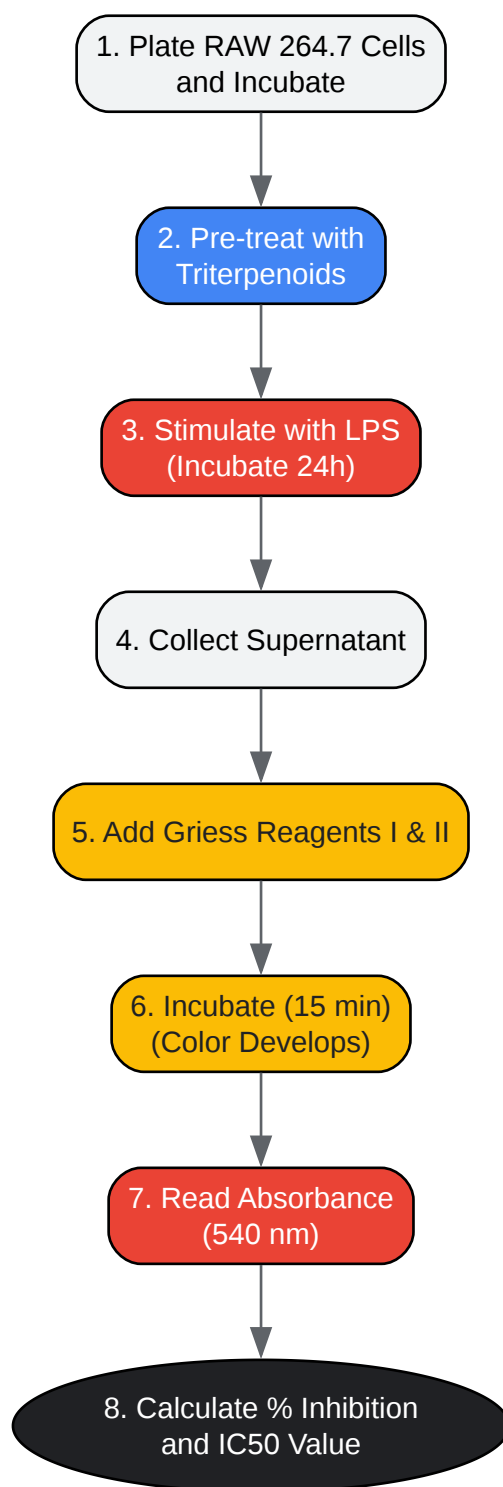 1. Plate RAW 264.7 Cells
and Incubate
2. Pre-treat with
Triterpenoids
3. Stimulate with LPS
(Incubate 24h)
4. Collect Supernatant
5. Add Griess Reagents I & II
6. Incubate (15 min)
(Color Develops)
7. Read Absorbance
(540 nm)
8. Calculate % Inhibition
and IC50 Value